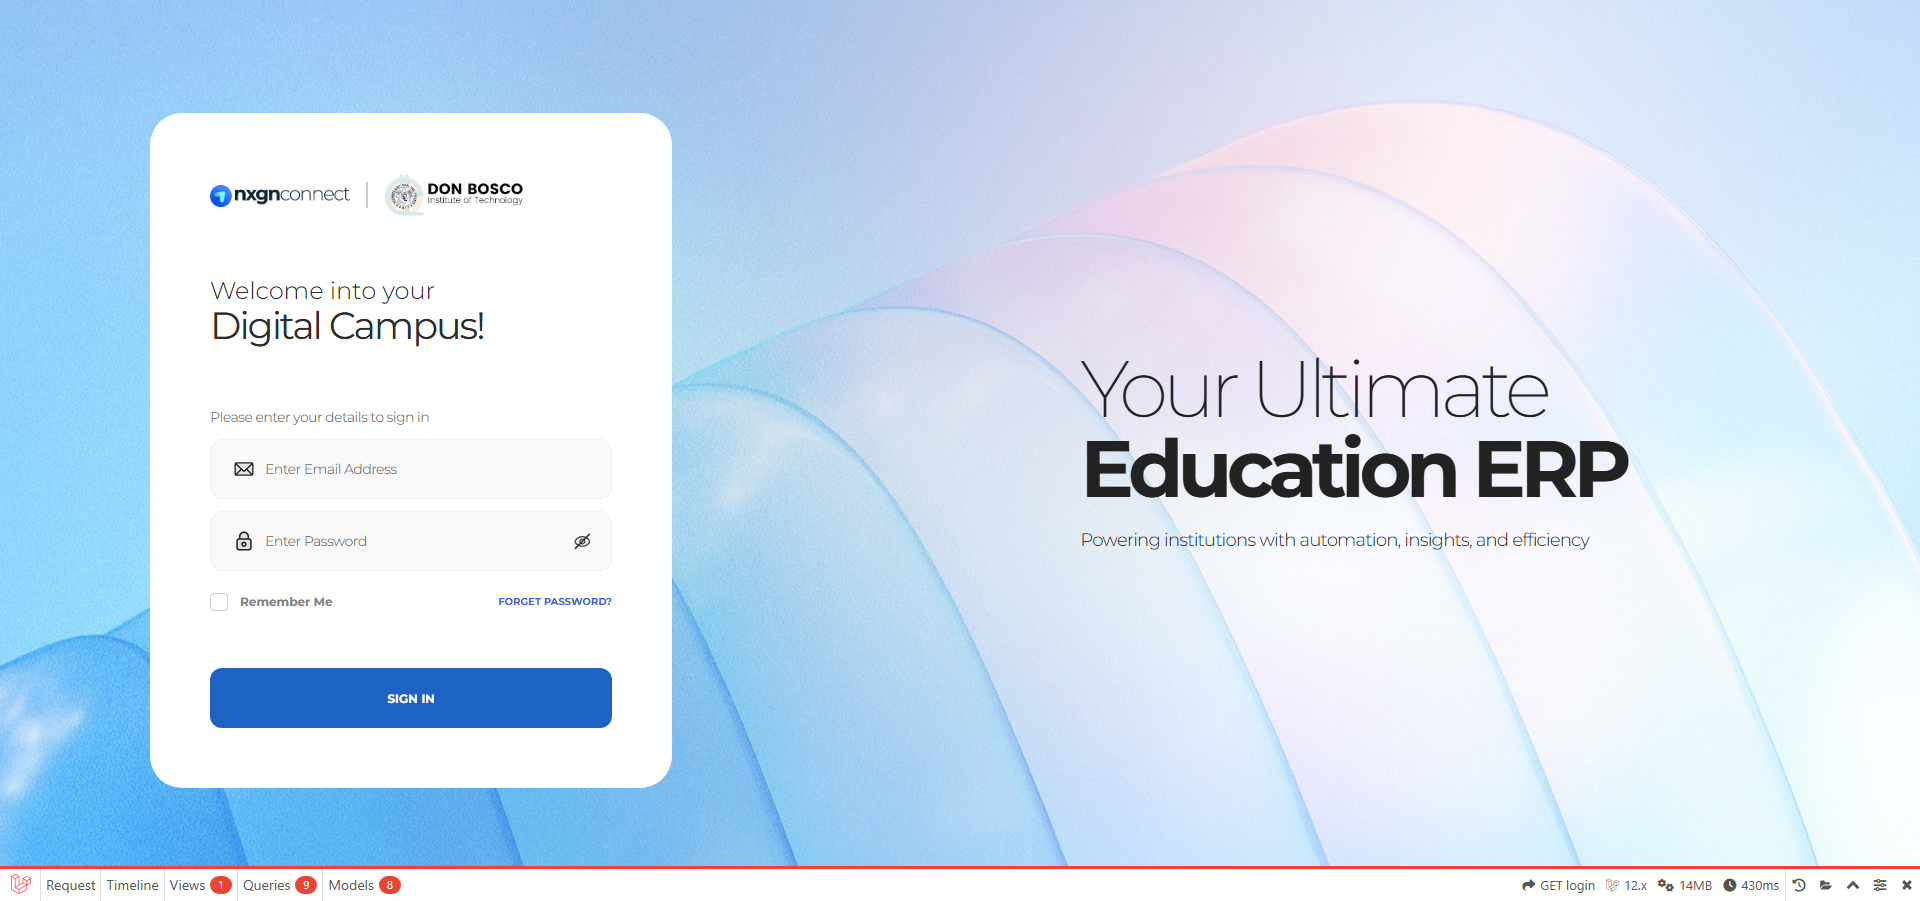 nxgnconnect
DON BOSCO
Institute of Technology
Welcome into your
Digital Campus!
Please enter your details to sign in
Enter Email Address
Enter Password
Remember Me
FORGET PASSWORD?
SIGN IN
Your Ultimate
Education ERP
Powering institutions with automation, insights, and efficiency
Request Timeline Views 1 Queries 9 Models 8 GET login 12.x 14MB 430ms